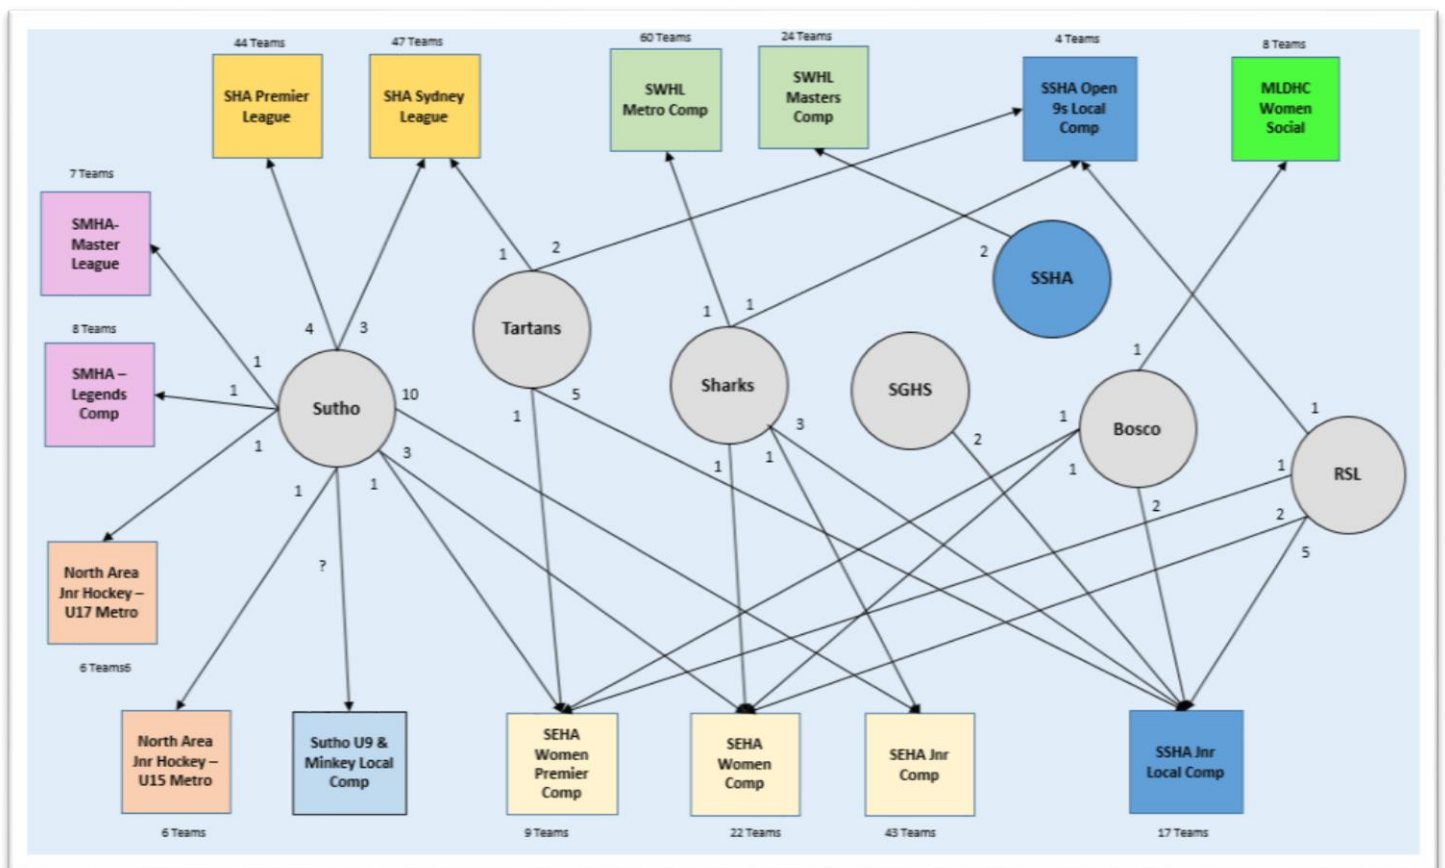 44 Teams
47 Teams
60 Teams
24 Teams
4 Teams
8 Teams
SHA Premier
League
SHA Sydney
League
SWHL
Metro Comp
SWHL
Masters
Comp
SSHA Open
9s Local
Comp
MLDHC
Women
Social
7 Teams
SMHA-
Master
League
8 Teams
SMHA –
Legends
Comp
1
2
2
SSHA
Tartans
4
3
1
1
1
1
1
10
Sutho
Sharks
SGHS
Bosco
RSL
1
5
1
1
3
1
3
1
1
1
2
1
1
1
2
2
5
?
North Area
Jnr Hockey –
U17 Metro
6 Teams6
North Area
Jnr Hockey –
U15 Metro
6 Teams
Sutho U9 &
Minkey Local
Comp
SEHA
Women
Premier
Comp
9 Teams
SEHA
Women
Comp
22 Teams
SEHA Jnr
Comp
43 Teams
SSHA Jnr
Local Comp
17 Teams